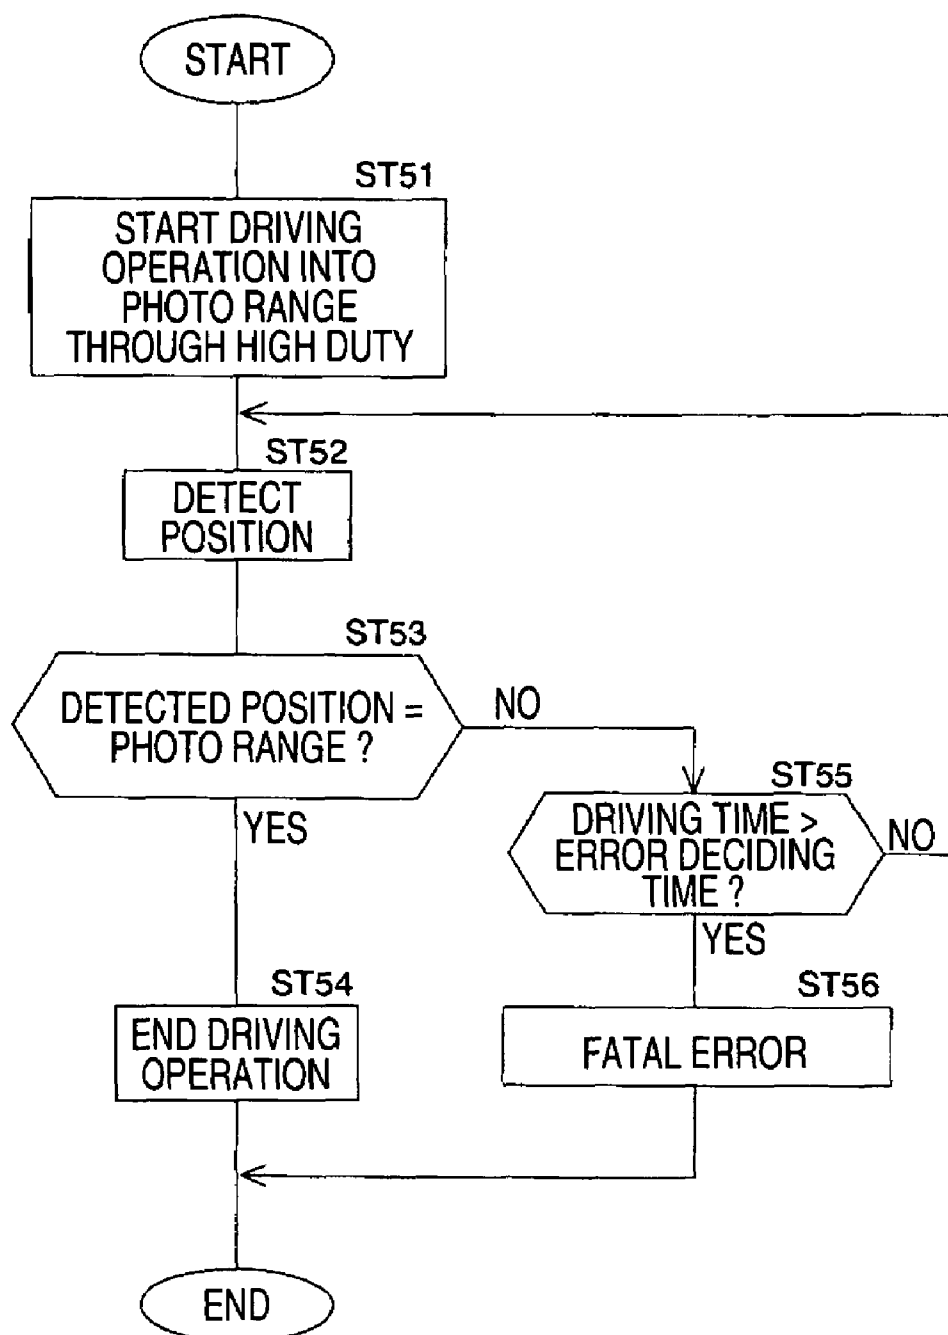 START
ST51
START DRIVING
OPERATION INTO
PHOTO RANGE
THROUGH HIGH DUTY
ST52
DETECT
POSITION
ST53
DETECTED POSITION =
PHOTO RANGE ?
NO
YES
ST55
DRIVING TIME >
ERROR DECIDING
TIME ?
NO
YES
ST54
END DRIVING
OPERATION
ST56
FATAL ERROR
END